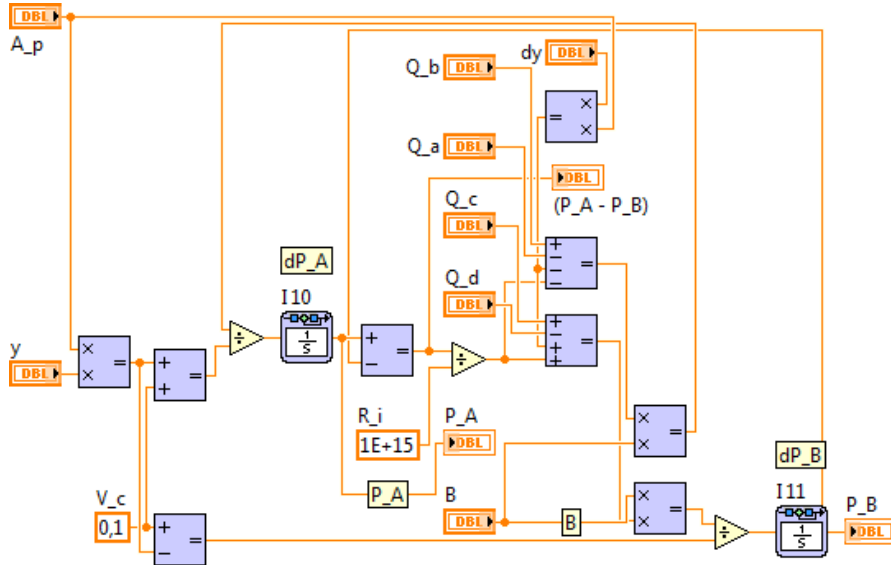 DBL
A_p
dy
DBL
Q_b
DBL
×
=
×
Q_a
DBL
DBL
(P_A - P_B)
Q_c
DBL
+
−
=
−
−
dP_A
Q_d
DBL
I10
÷
1/s
+
=
−
+
−
=
+
+
y
×
=
×
DBL
+
=
+
÷
R_i
1E+15
P_A
DBL
×
=
×
dP_B
P_A
B
DBL
B
×
=
×
I11
P_B
V_c
0,1
+
=
−
÷
1/s
DBL